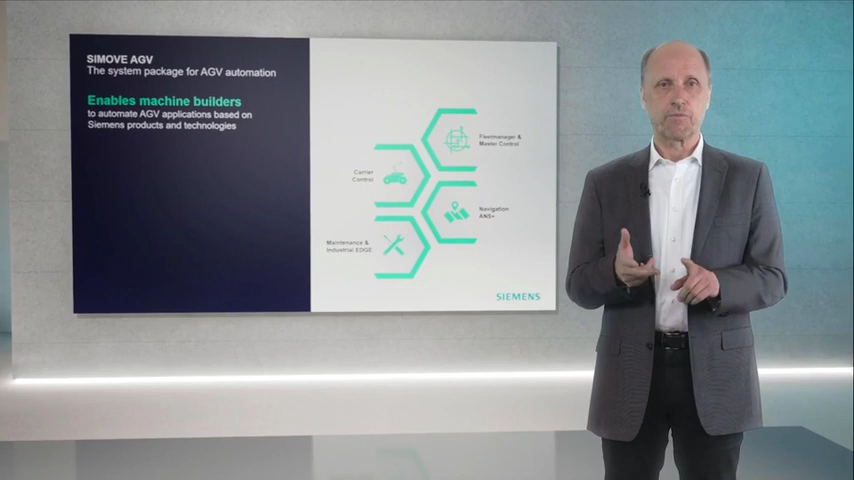 SIMOVE AGV
The system package for AGV automation
Enables machine builders
to automate AGV applications based on
Siemens products and technologies
Fleetmanager &
Master Control
Carrier
Control
Navigation
ANS+
Maintenance &
Industrial EDGE
SIEMENS